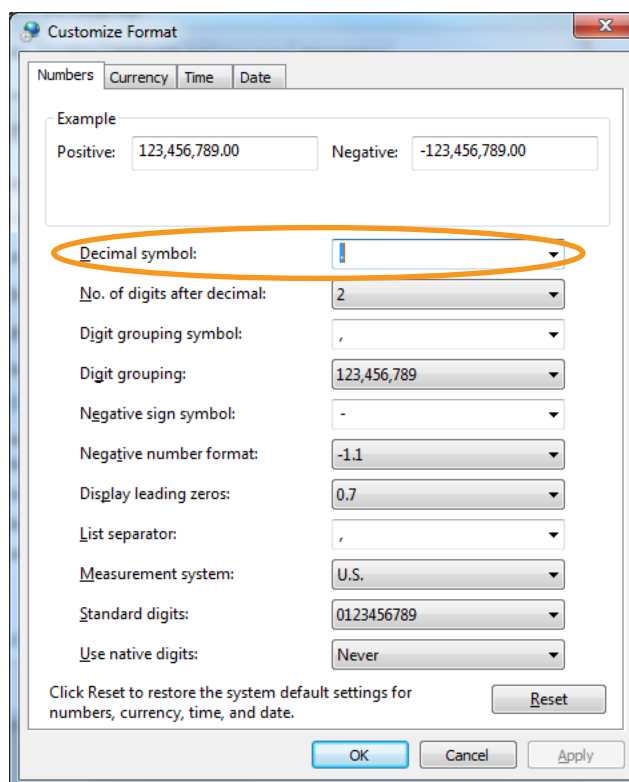 Customize Format
Numbers Currency Time Date
Example
Positive: 123,456,789.00 Negative: -123,456,789.00
Decimal symbol: .
No. of digits after decimal: 2
Digit grouping symbol: ,
Digit grouping: 123,456,789
Negative sign symbol: -
Negative number format: -1.1
Display leading zeros: 0.7
List separator: ,
Measurement system: U.S.
Standard digits: 0123456789
Use native digits: Never
Click Reset to restore the system default settings for
numbers, currency, time, and date.
Reset
OK Cancel Apply